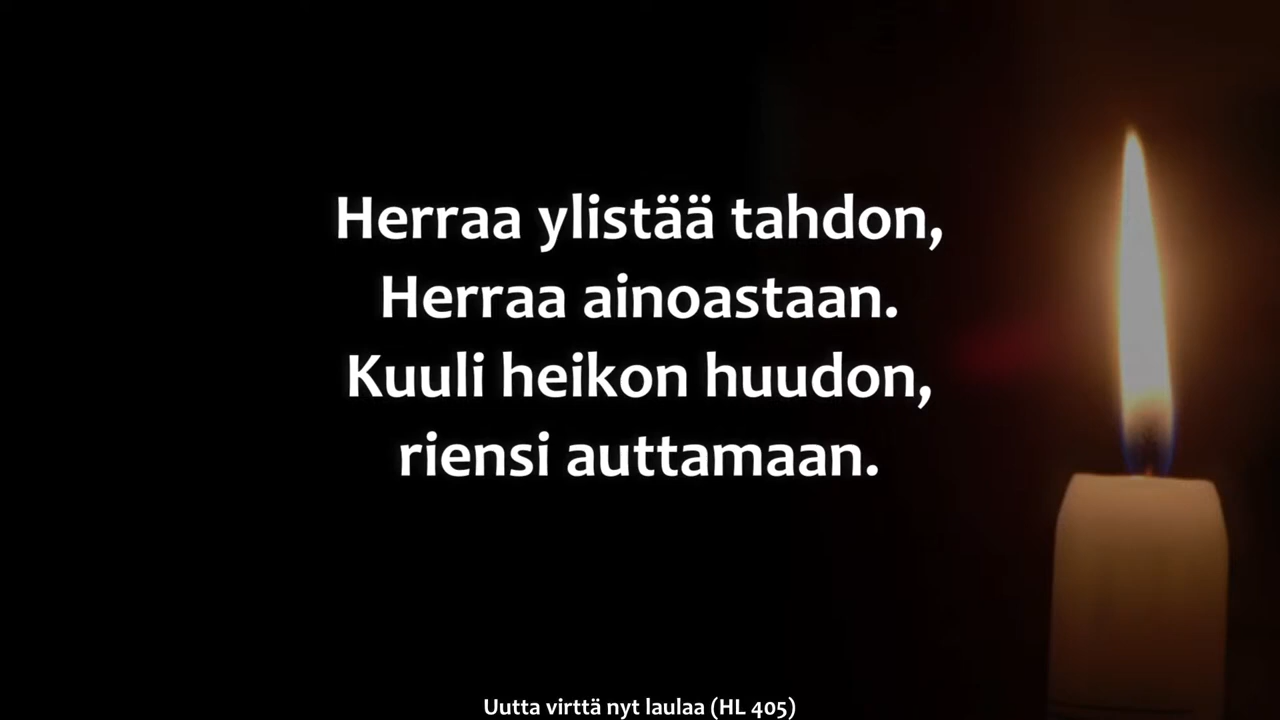 Herraa ylistää tahdon,
Herraa ainoastaan.
Kuuli heikon huudon,
riensi auttamaan.
Uutta virttä nyt laulaa (HL 405)